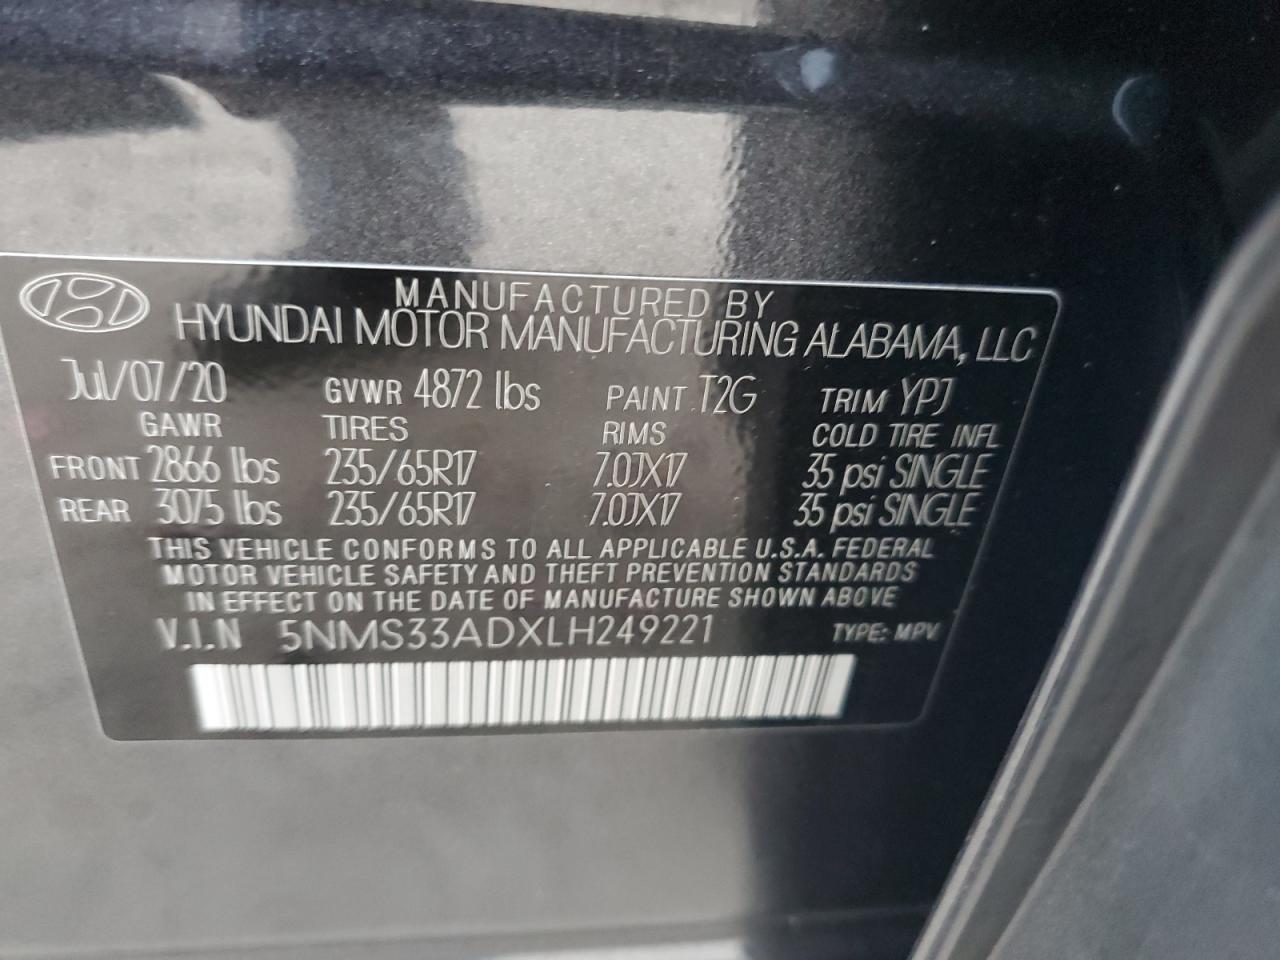 MANUFACTURED BY
HYUNDAI MOTOR MANUFACTURING ALABAMA, LLC
Jul/07/20 GVWR 4872 lbs PAINT T2G TRIM YPJ
GAWR TIRES RIMS COLD TIRE INFL
FRONT 2866 lbs 235/65R17 7.0JX17 35 psi SINGLE
REAR 3075 lbs 235/65R17 7.0JX17 35 psi SINGLE
THIS VEHICLE CONFORMS TO ALL APPLICABLE U.S.A. FEDERAL
MOTOR VEHICLE SAFETY AND THEFT PREVENTION STANDARDS
IN EFFECT ON THE DATE OF MANUFACTURE SHOWN ABOVE
V.I.N 5NMS33ADXLH249221 TYPE: MPV